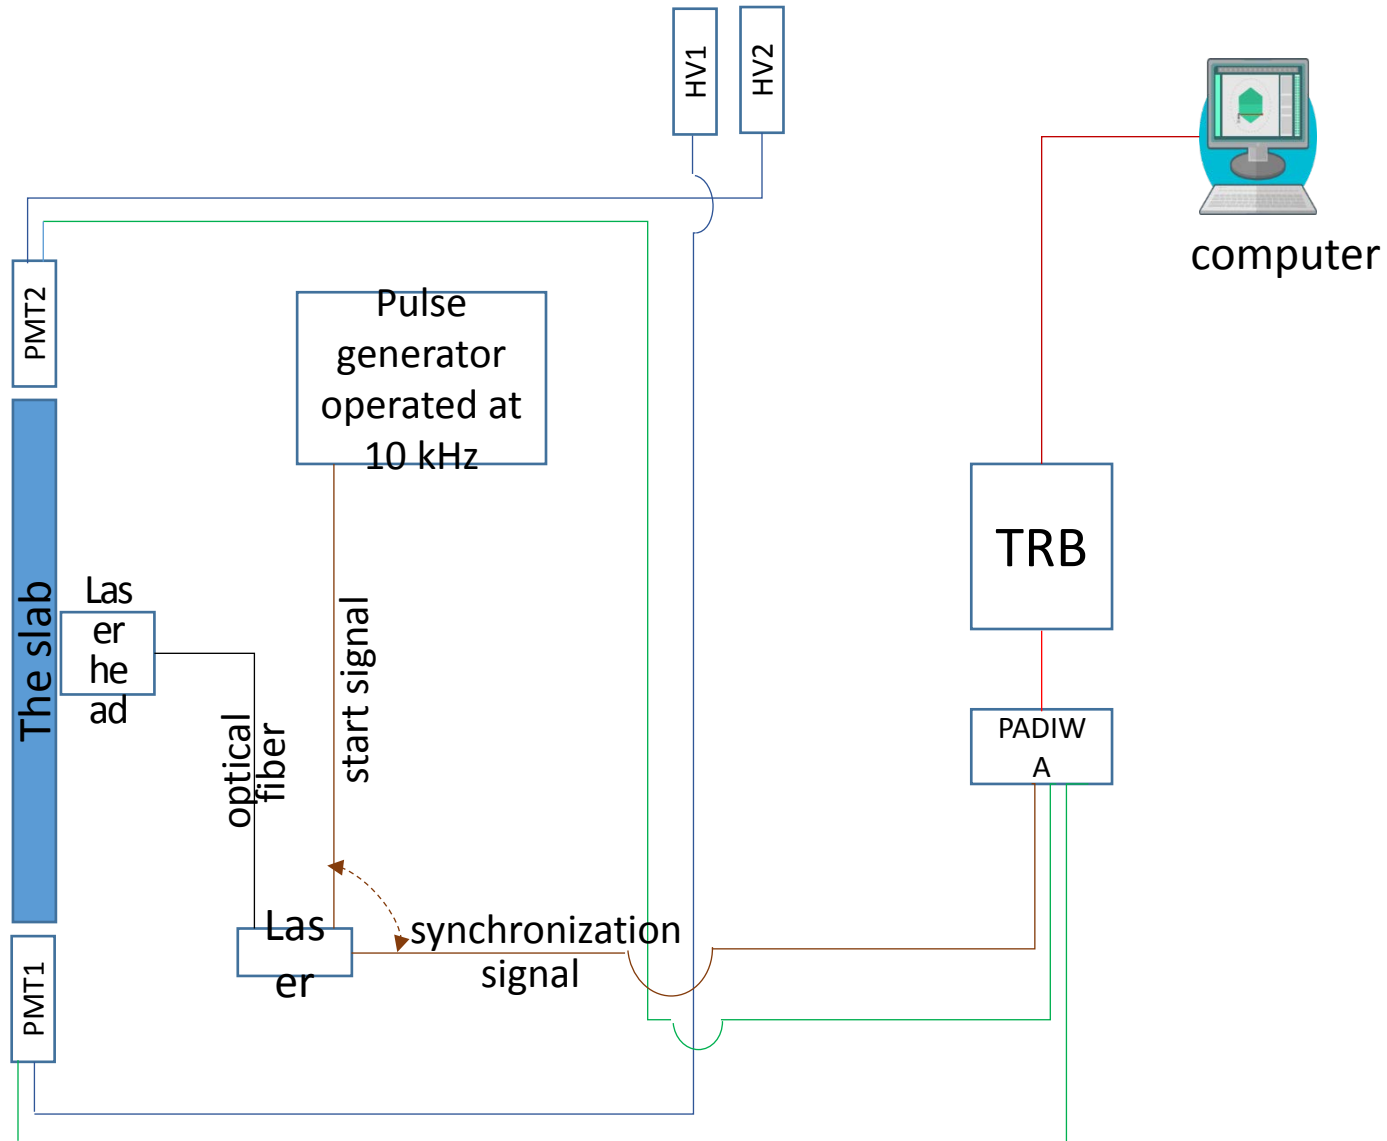 HV1
HV2
computer
PMT2
Pulse
generator
operated at
10 kHz
TRB
The slab
Las
er
he
ad
start signal
optical
fiber
PADIW
A
Las
er
synchronization
signal
PMT1